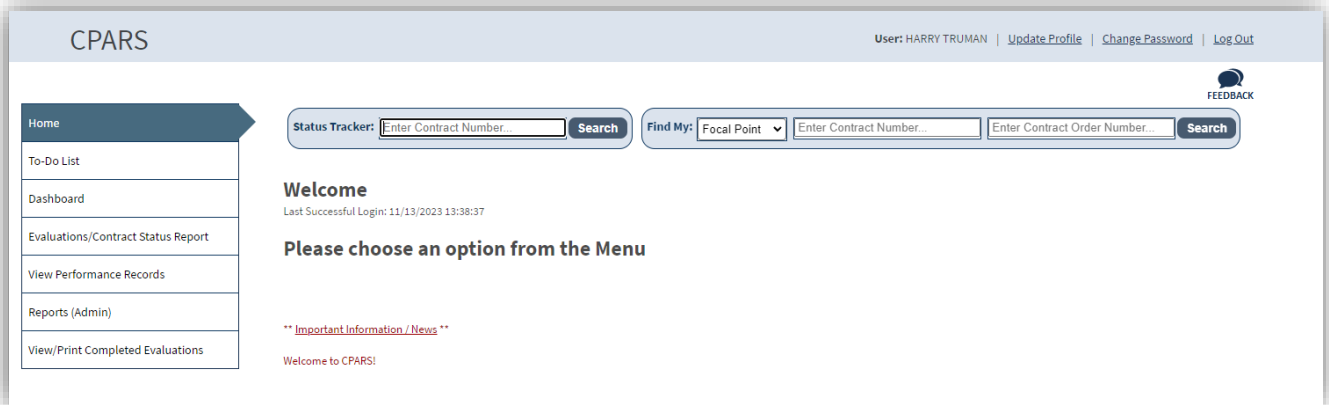 CPARS
User: HARRY TRUMAN | Update Profile | Change Password | Log Out
FEEDBACK
Home
To-Do List
Dashboard
Evaluations/Contract Status Report
View Performance Records
Reports (Admin)
View/Print Completed Evaluations
Status Tracker: Enter Contract Number... Search
Find My: Focal Point Enter Contract Number... Enter Contract Order Number... Search
Welcome
Last Successful Login: 11/13/2023 13:38:37
Please choose an option from the Menu
** Important Information / News **
Welcome to CPARS!